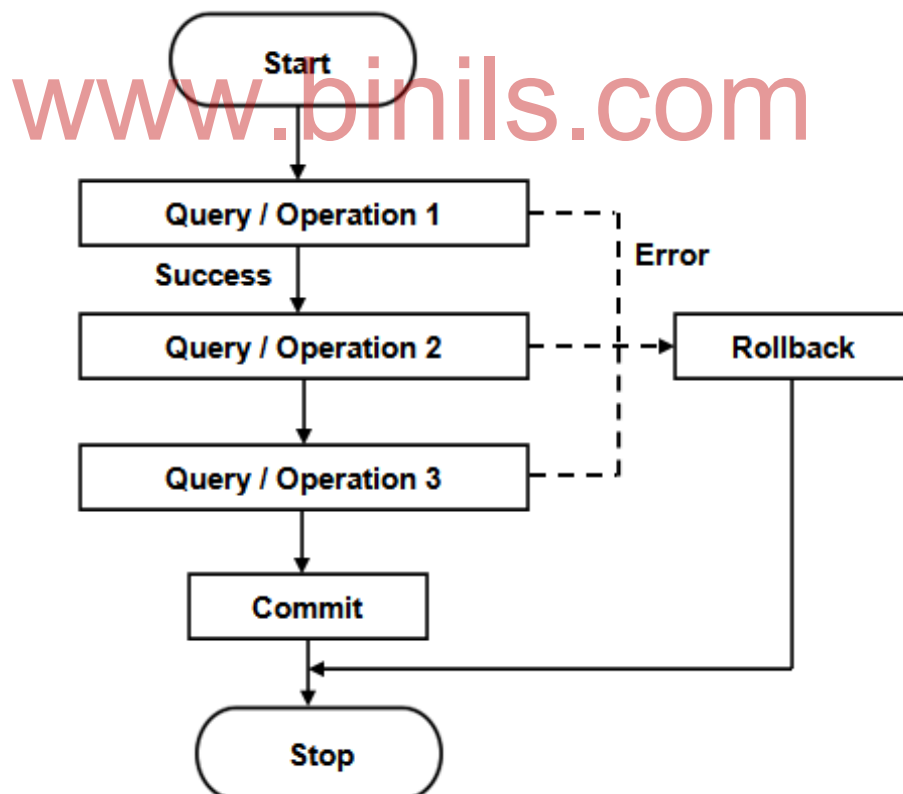 Start
www.binils.com
Query / Operation 1
Success
Error
Query / Operation 2
Rollback
Query / Operation 3
Commit
Stop